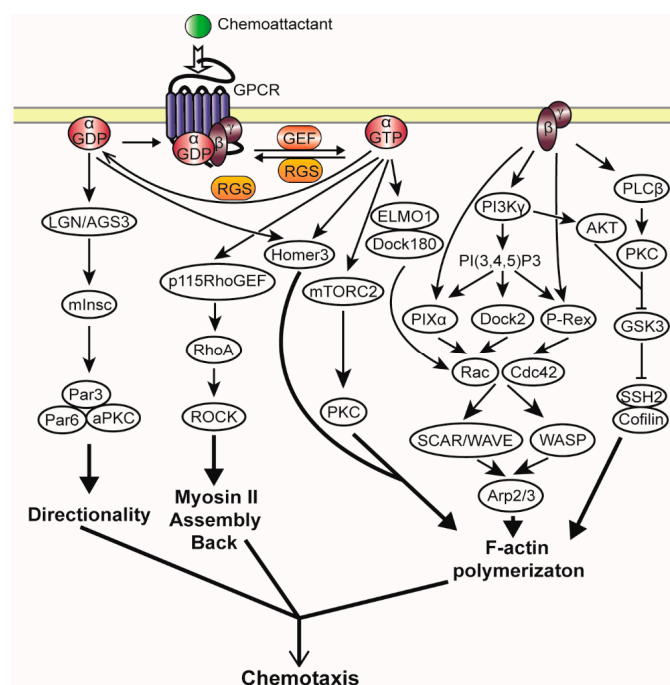 Chemoattactant
GPCR
α
GDP
α
GDP
β
γ
GEF
RGS
α
GTP
β
γ
RGS
LGN/AGS3
mInsc
Par3
Par6
aPKC
Directionality
p115RhoGEF
RhoA
ROCK
Myosin II
Assembly
Back
Homer3
mTORC2
PKC
ELMO1
Dock180
PI3Kγ
AKT
PLCβ
PKC
PI(3,4,5)P3
PIXα
Dock2
P-Rex
GSK3
Rac
Cdc42
SSH2
Cofilin
SCAR/WAVE
WASP
Arp2/3
F-actin
polymerizaton
Chemotaxis